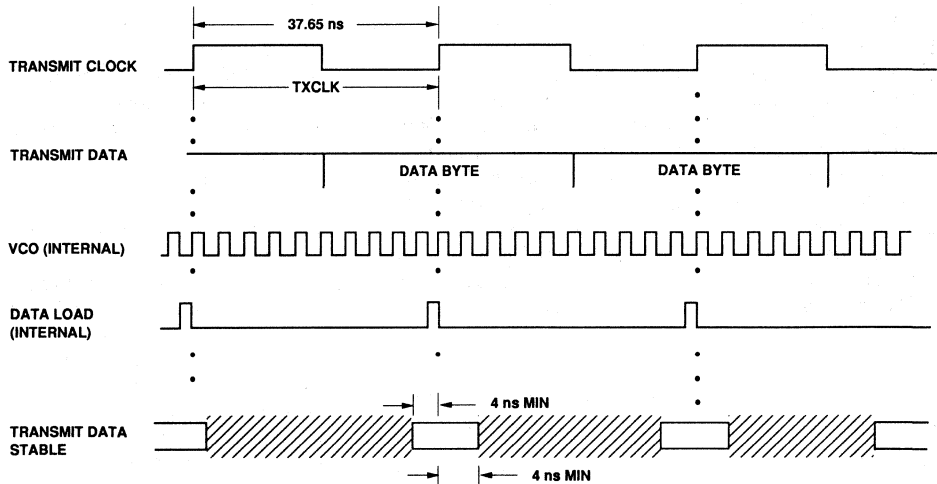 37.65 ns
TRANSMIT CLOCK
TXCLK
TRANSMIT DATA
DATA BYTE DATA BYTE
VCO (INTERNAL)
DATA LOAD
(INTERNAL)
4 ns MIN
TRANSMIT DATA
STABLE
4 ns MIN